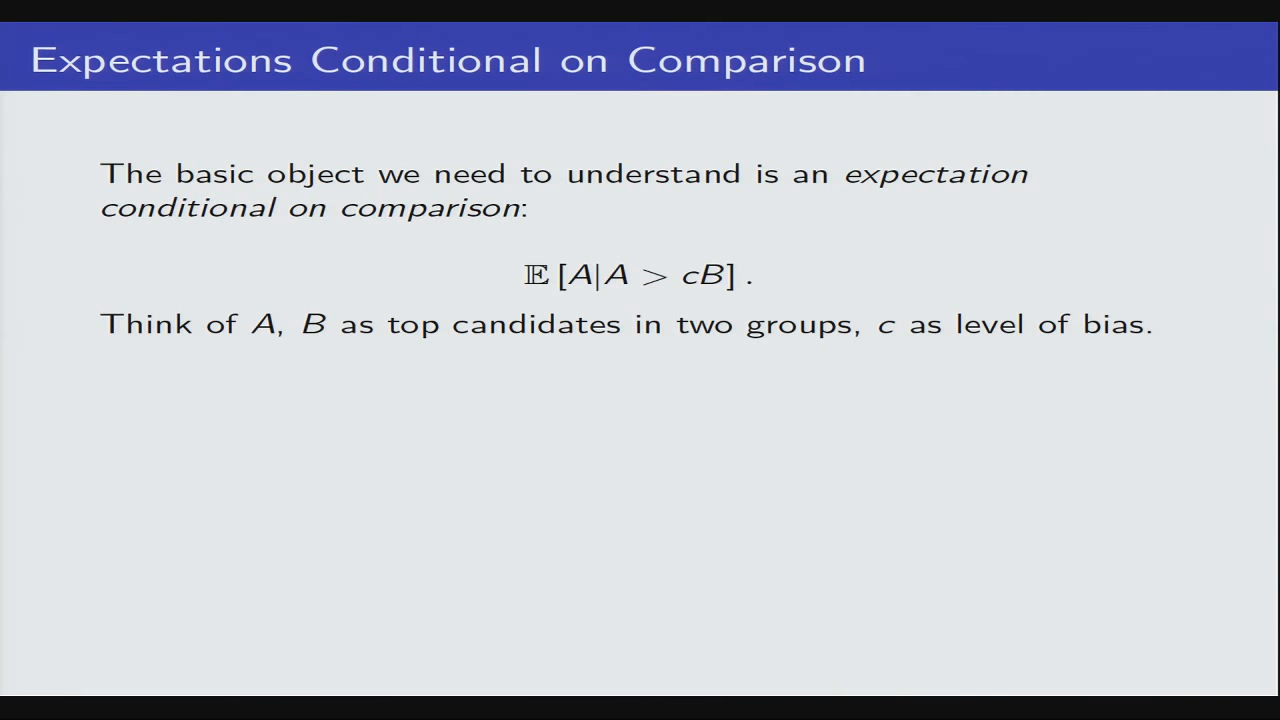 Expectations Conditional on Comparison
The basic object we need to understand is an expectation
conditional on comparison:
𝔼 [A|A > cB] .
Think of A, B as top candidates in two groups, c as level of bias.